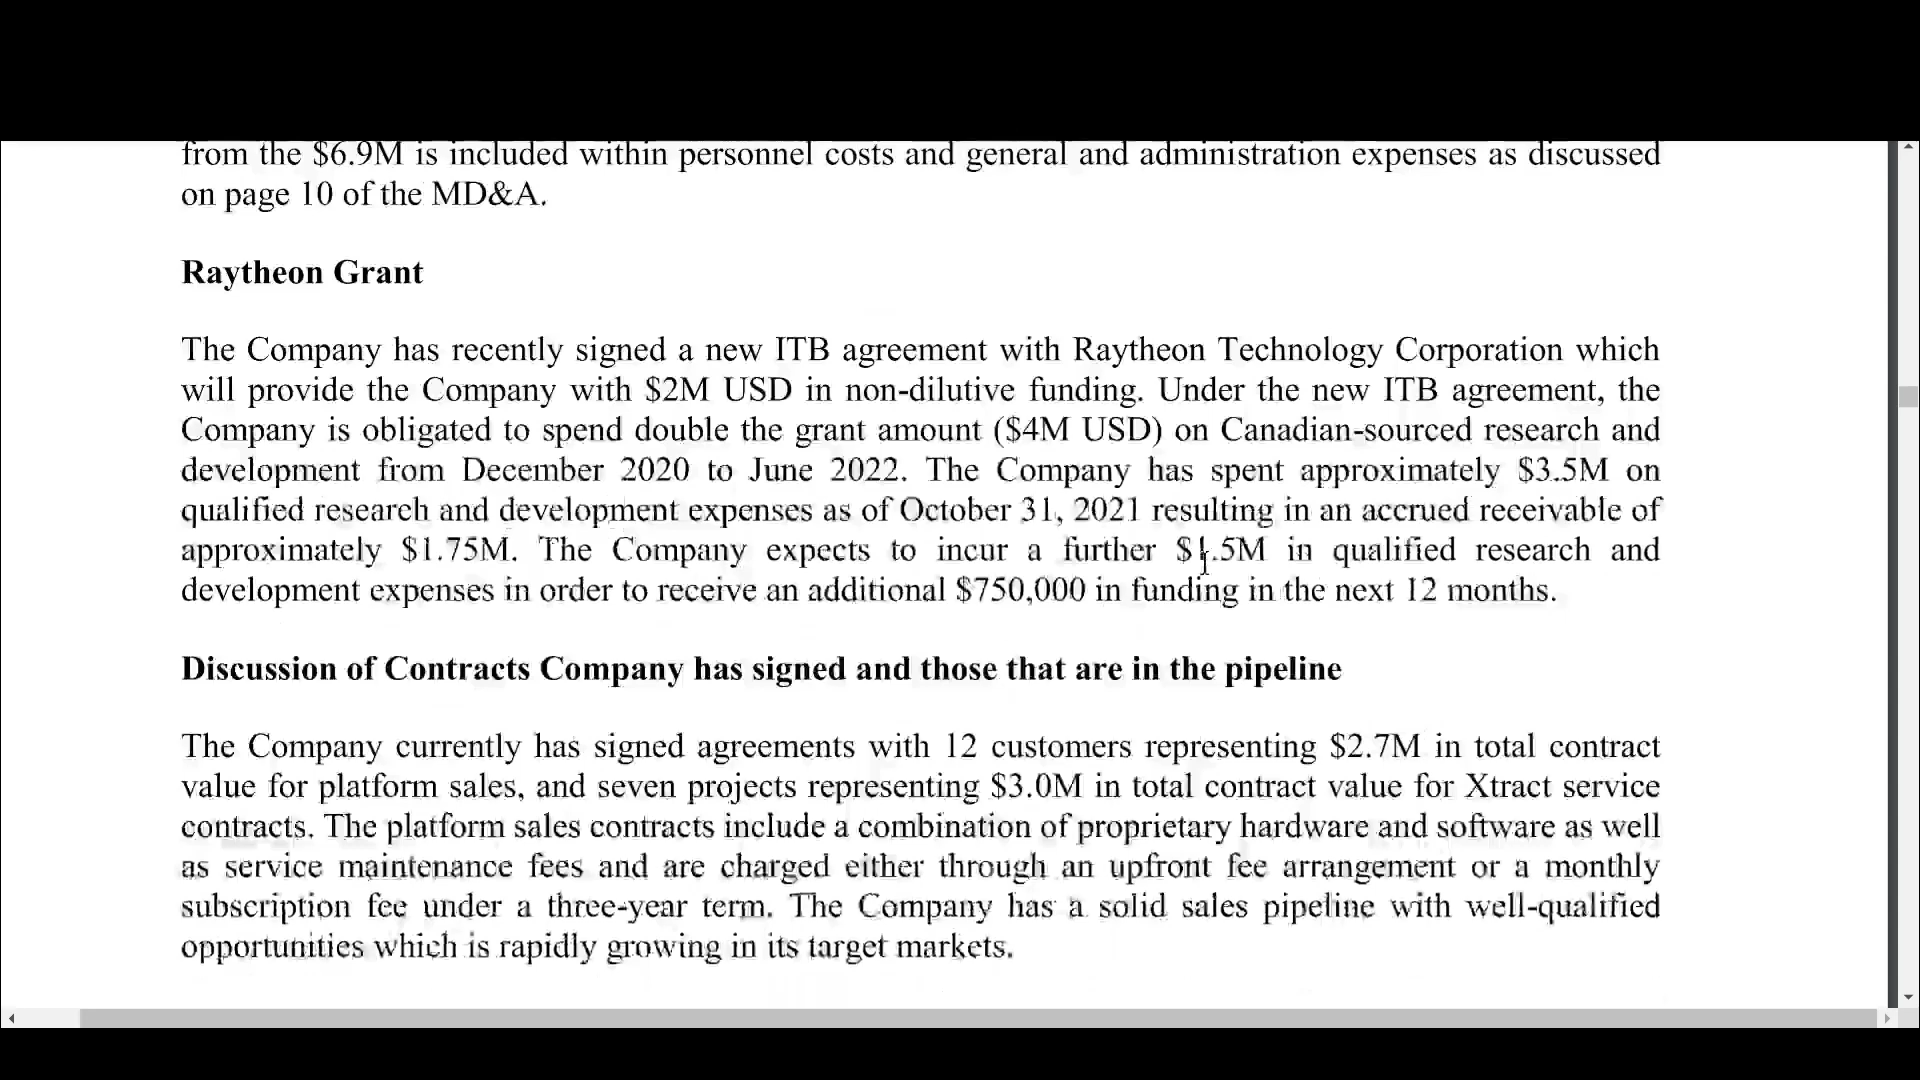 from the $6.9M is included within personnel costs and general and administration expenses as discussed
on page 10 of the MD&A.
Raytheon Grant
The Company has recently signed a new ITB agreement with Raytheon Technology Corporation which
will provide the Company with $2M USD in non-dilutive funding. Under the new ITB agreement, the
Company is obligated to spend double the grant amount ($4M USD) on Canadian-sourced research and
development from December 2020 to June 2022. The Company has spent approximately $3.5M on
qualified research and development expenses as of October 31, 2021 resulting in an accrued receivable of
approximately $1.75M. The Company expects to incur a further $1.5M in qualified research and
development expenses in order to receive an additional $750,000 in funding in the next 12 months.
Discussion of Contracts Company has signed and those that are in the pipeline
The Company currently has signed agreements with 12 customers representing $2.7M in total contract
value for platform sales, and seven projects representing $3.0M in total contract value for Xtract service
contracts. The platform sales contracts include a combination of proprietary hardware and software as well
as service maintenance fees and are charged either through an upfront fee arrangement or a monthly
subscription fee under a three-year term. The Company has a solid sales pipeline with well-qualified
opportunities which is rapidly growing in its target markets.